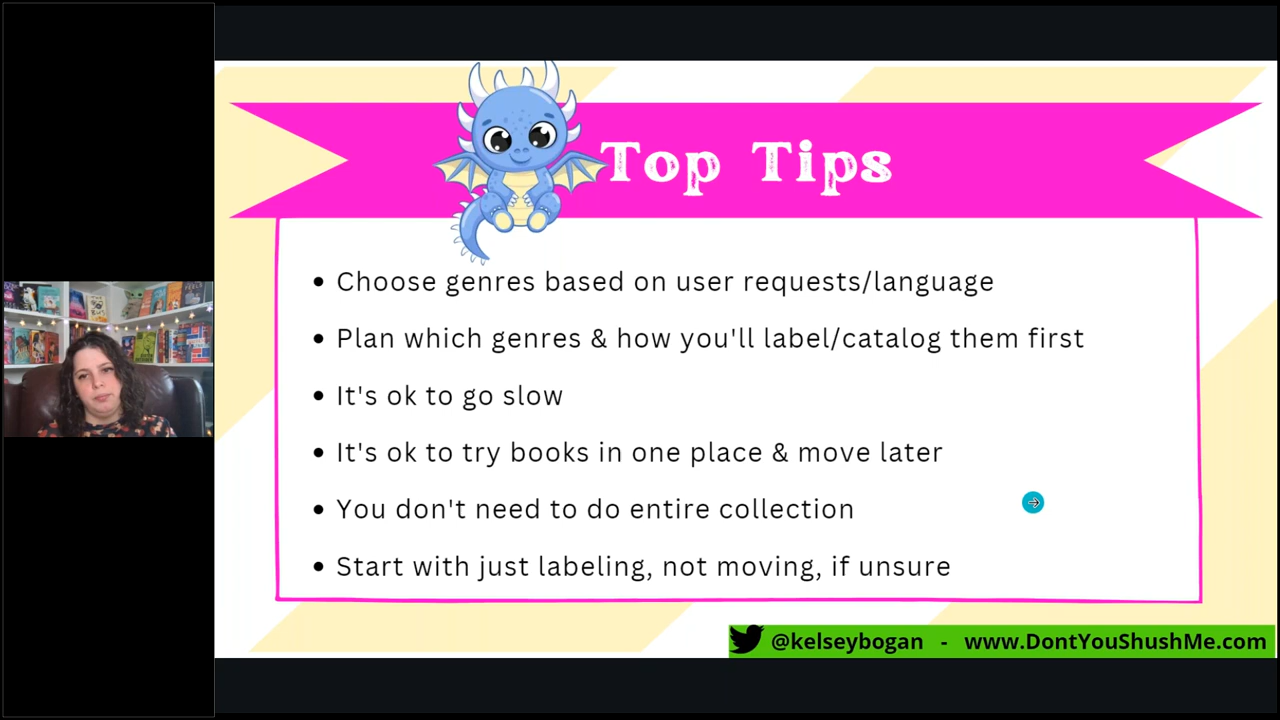 Top Tips
Choose genres based on user requests/language
Plan which genres & how you'll label/catalog them first
It's ok to go slow
It's ok to try books in one place & move later
You don't need to do entire collection
Start with just labeling, not moving, if unsure
@kelseybogan - www.DontYouShushMe.com